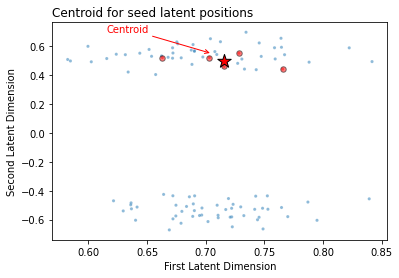 Centroid for seed latent positions
Centroid
Second Latent Dimension
0.6
0.4
0.2
0.0
−0.2
−0.4
−0.6
0.60 0.65 0.70 0.75 0.80 0.85
First Latent Dimension